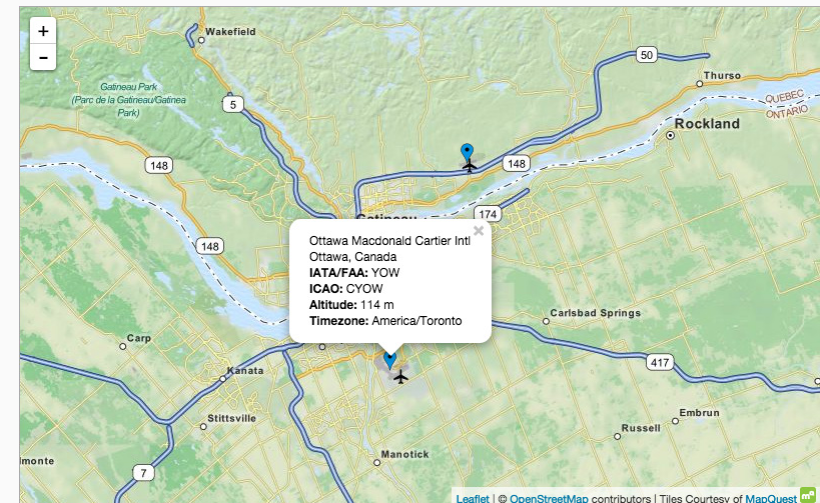 +
-
Wakefield
Gatineau Park
(Parc de la Gatineau/Gatinea
Park)
5
50
Thurso
QUEBEC
ONTARIO
Rockland
148
148
148
174
Gatineau
×
Ottawa Macdonald Cartier Intl
Ottawa, Canada
IATA/FAA: YOW
ICAO: CYOW
Altitude: 114 m
Timezone: America/Toronto
Carlsbad Springs
Carp
Kanata
417
Stittsville
Embrun
Russell
Manotick
lmonte
7
Leaflet | © OpenStreetMap contributors | Tiles Courtesy of MapQuest
m